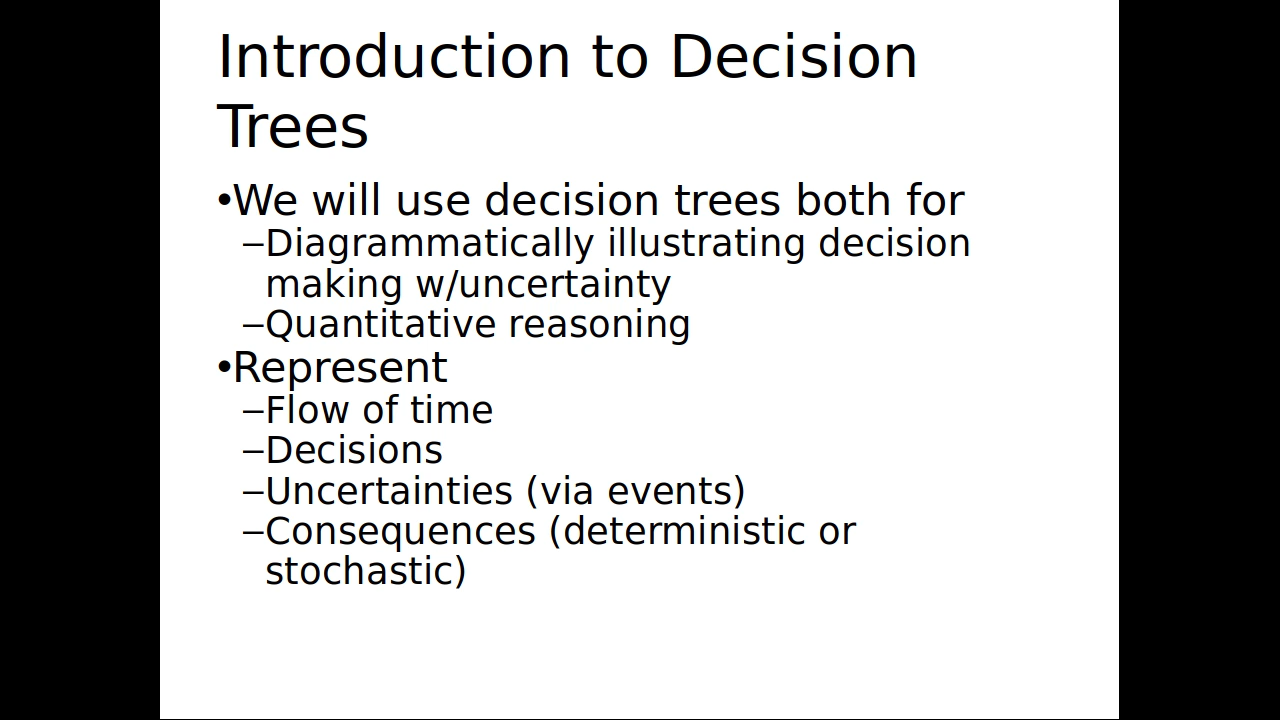 Introduction to Decision
Trees
•We will use decision trees both for
–Diagrammatically illustrating decision
making w/uncertainty
–Quantitative reasoning
•Represent
–Flow of time
–Decisions
–Uncertainties (via events)
–Consequences (deterministic or
stochastic)